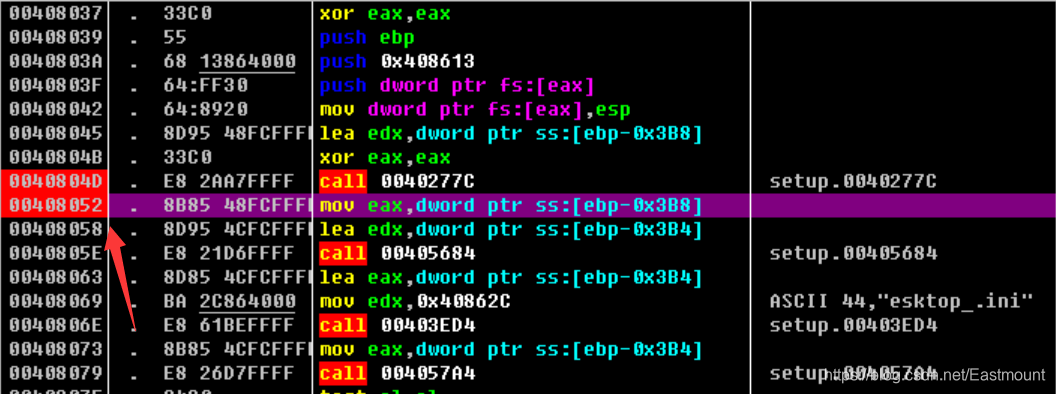 00408037 . 33C0 xor eax,eax
00408039 . 55 push ebp
0040803A . 68 13864000 push 0x408613
0040803F . 64:FF30 push dword ptr fs:[eax]
00408042 . 64:8920 mov dword ptr fs:[eax],esp
00408045 . 8D95 48FCFFF lea edx,dword ptr ss:[ebp-0x3B8]
0040804B . 33C0 xor eax,eax
0040804D . E8 2AA7FFFF call 0040277C setup.0040277C
00408052 . 8B85 48FCFFF mov eax,dword ptr ss:[ebp-0x3B8]
00408058 . 8D95 4CFCFFF lea edx,dword ptr ss:[ebp-0x3B4]
0040805E . E8 21D6FFFF call 00405684 setup.00405684
00408063 . 8D85 4CFCFFF lea eax,dword ptr ss:[ebp-0x3B4]
00408069 . BA 2C864000 mov edx,0x40862C ASCII 44,"esktop_.ini"
0040806E . E8 61BEFFFF call 00403ED4 setup.00403ED4
00408073 . 8B85 4CFCFFF mov eax,dword ptr ss:[ebp-0x3B4]
00408079 . E8 26D7FFFF call 004057A4 setup.004057A4
https://blog.csdn.net/Eastmount